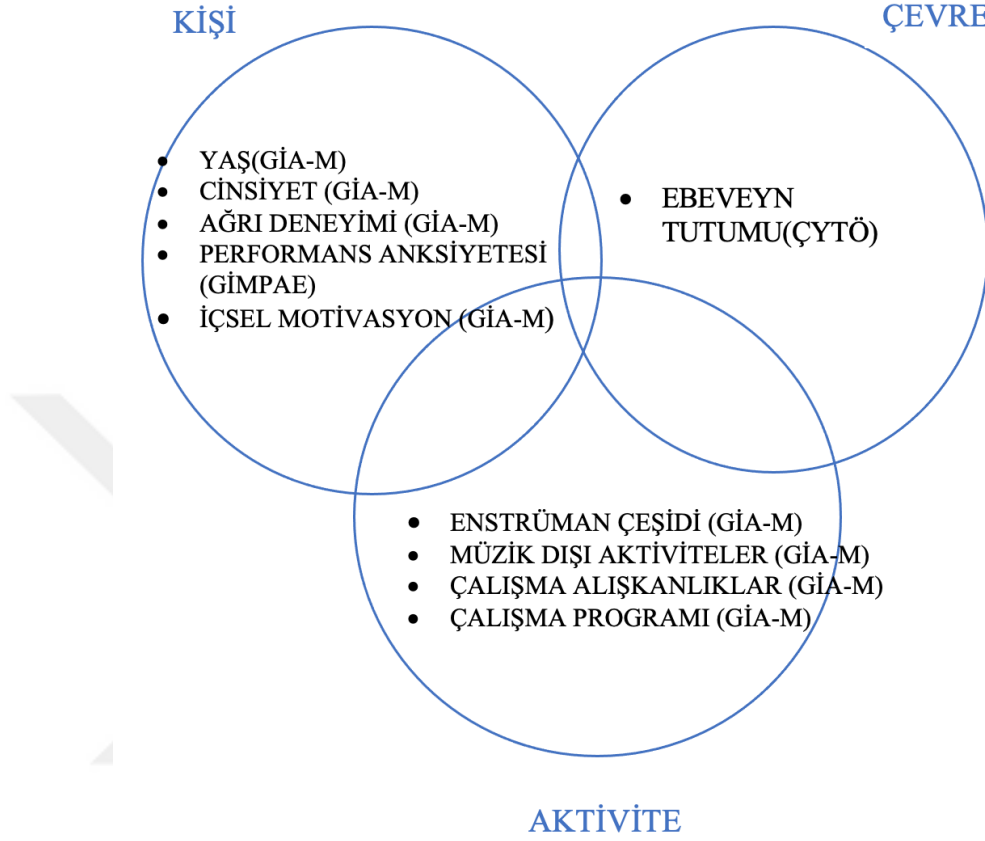 KİŞİ
ÇEVRE
• YAŞ(GİA-M)
• CİNSİYET (GİA-M)
• AĞRI DENEYİMİ (GİA-M)
• PERFORMANS ANKSİYETESİ
(GİMPAE)
• İÇSEL MOTİVASYON (GİA-M)
• EBEVEYN
TUTUMU(ÇYTÖ)
• ENSTRÜMAN ÇEŞİDİ (GİA-M)
• MÜZİK DIŞI AKTİVİTELER (GİA-M)
• ÇALIŞMA ALIŞKANLIKLAR (GİA-M)
• ÇALIŞMA PROGRAMI (GİA-M)
AKTİVİTE